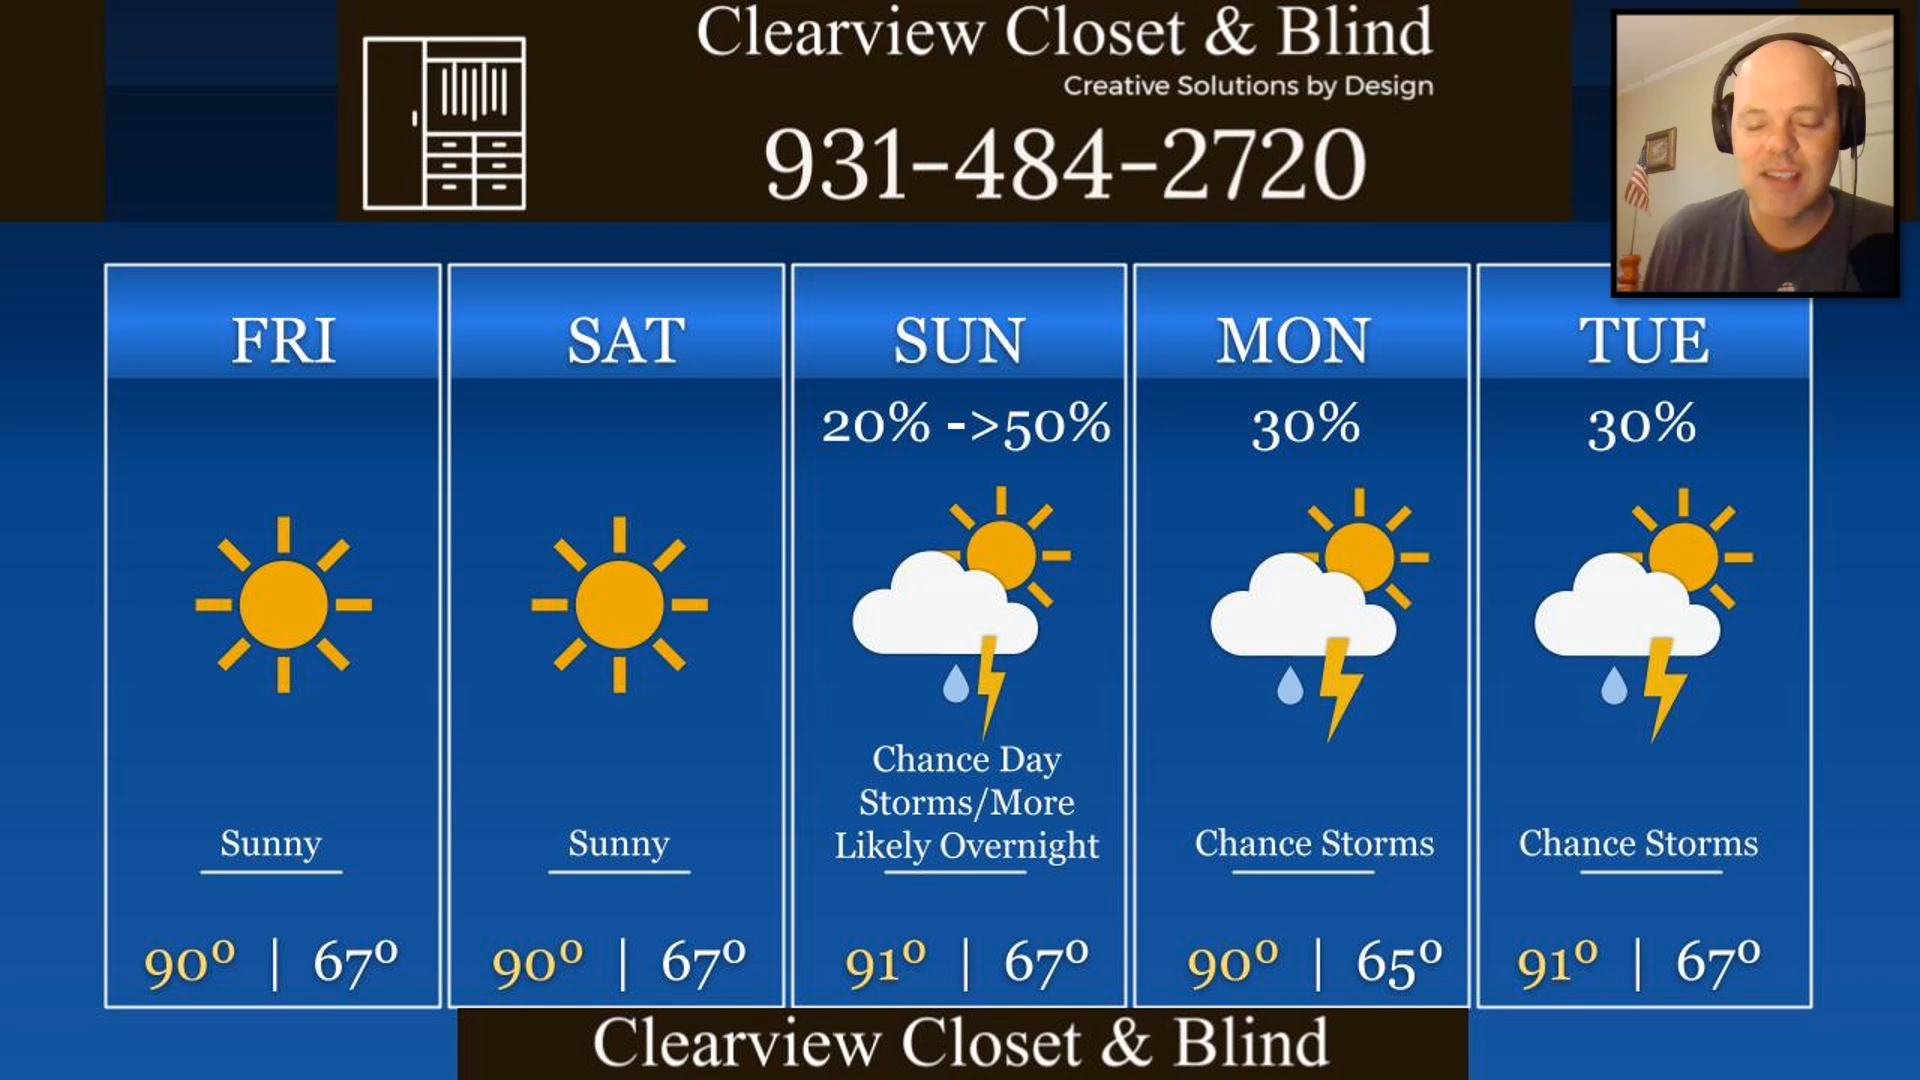 Clearview Closet & Blind
Creative Solutions by Design
931-484-2720
FRI
SAT
SUN
MON
TUE
20% ->50%
30%
30%
Sunny
Sunny
Chance Day
Storms/More
Likely Overnight
Chance Storms
Chance Storms
90° | 67°
90° | 67°
91° | 67°
90° | 65°
91° | 67°
Clearview Closet & Blind